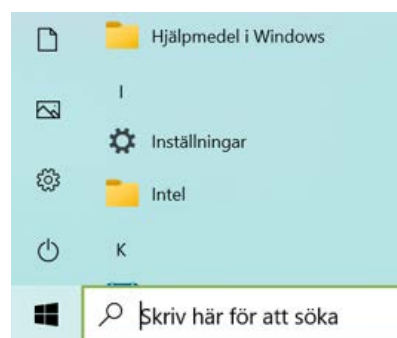 Hjälpmedel i Windows
I
Inställningar
Intel
K
Skriv här för att söka